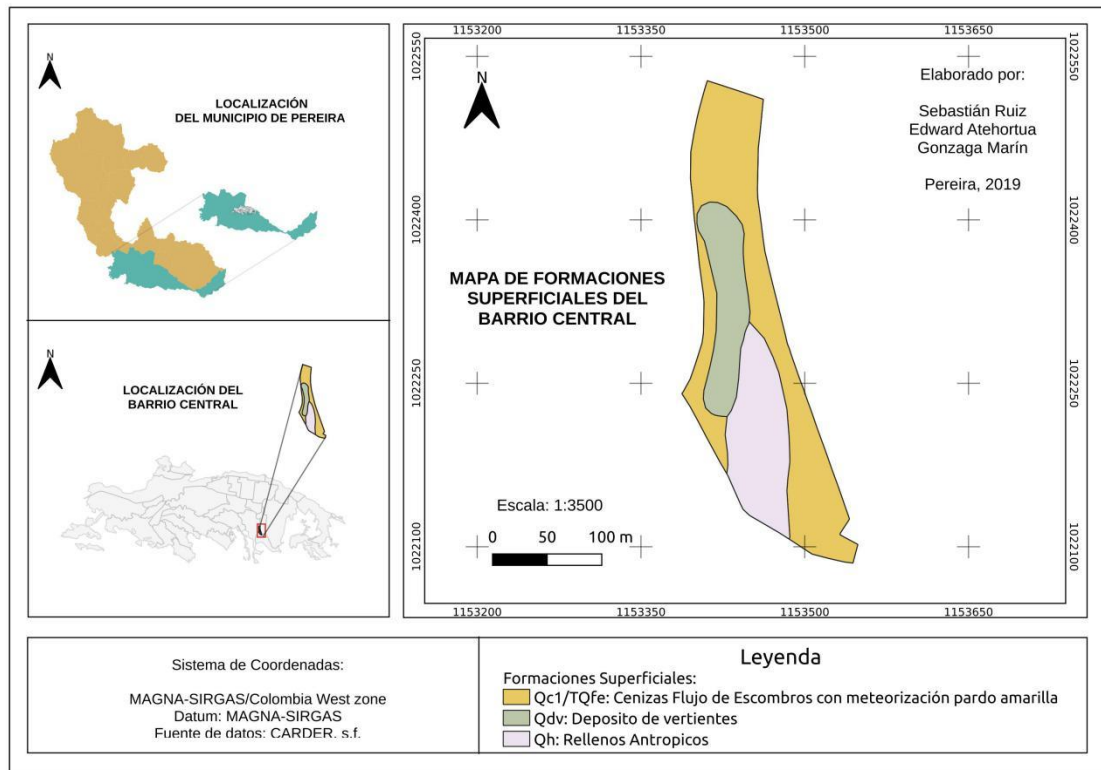 N
LOCALIZACIÓN
DEL MUNICIPIO DE PEREIRA
N
LOCALIZACIÓN DEL
BARRIO CENTRAL
1153200
1153350
1153500
1153650
1022550
1022550
N
Elaborado por:
Sebastián Ruiz
Edward Atehortua
Gonzaga Marín
Pereira, 2019
1022400
1022400
MAPA DE FORMACIONES
SUPERFICIALES DEL
BARRIO CENTRAL
1022250
1022250
Escala: 1:3500
0 50 100 m
1022100
1022100
1153200
1153350
1153500
1153650
Sistema de Coordenadas:
MAGNA-SIRGAS/Colombia West zone
Datum: MAGNA-SIRGAS
Fuente de datos: CARDER, s.f.
Leyenda
Formaciones Superficiales:
Qc1/TQfe: Cenizas Flujo de Escombros con meteorización pardo amarilla
Qdv: Deposito de vertientes
Qh: Rellenos Antropicos